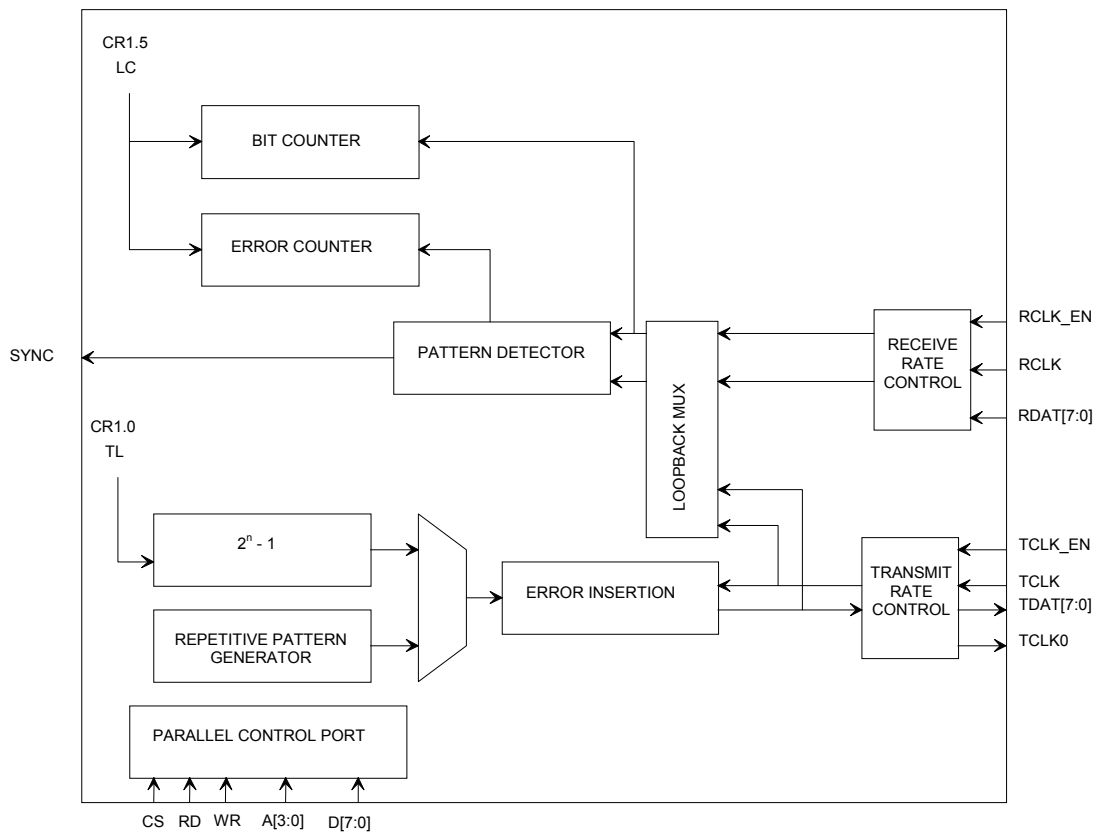 CR1.5
LC
BIT COUNTER
ERROR COUNTER
SYNC
PATTERN DETECTOR
LOOPBACK MUX
RECEIVE
RATE
CONTROL
RCLK_EN
RCLK
RDAT[7:0]
CR1.0
TL
2ⁿ - 1
REPETITIVE PATTERN
GENERATOR
ERROR INSERTION
TRANSMIT
RATE
CONTROL
TCLK_EN
TCLK
TDAT[7:0]
TCLK0
PARALLEL CONTROL PORT
CS RD WR A[3:0] D[7:0]